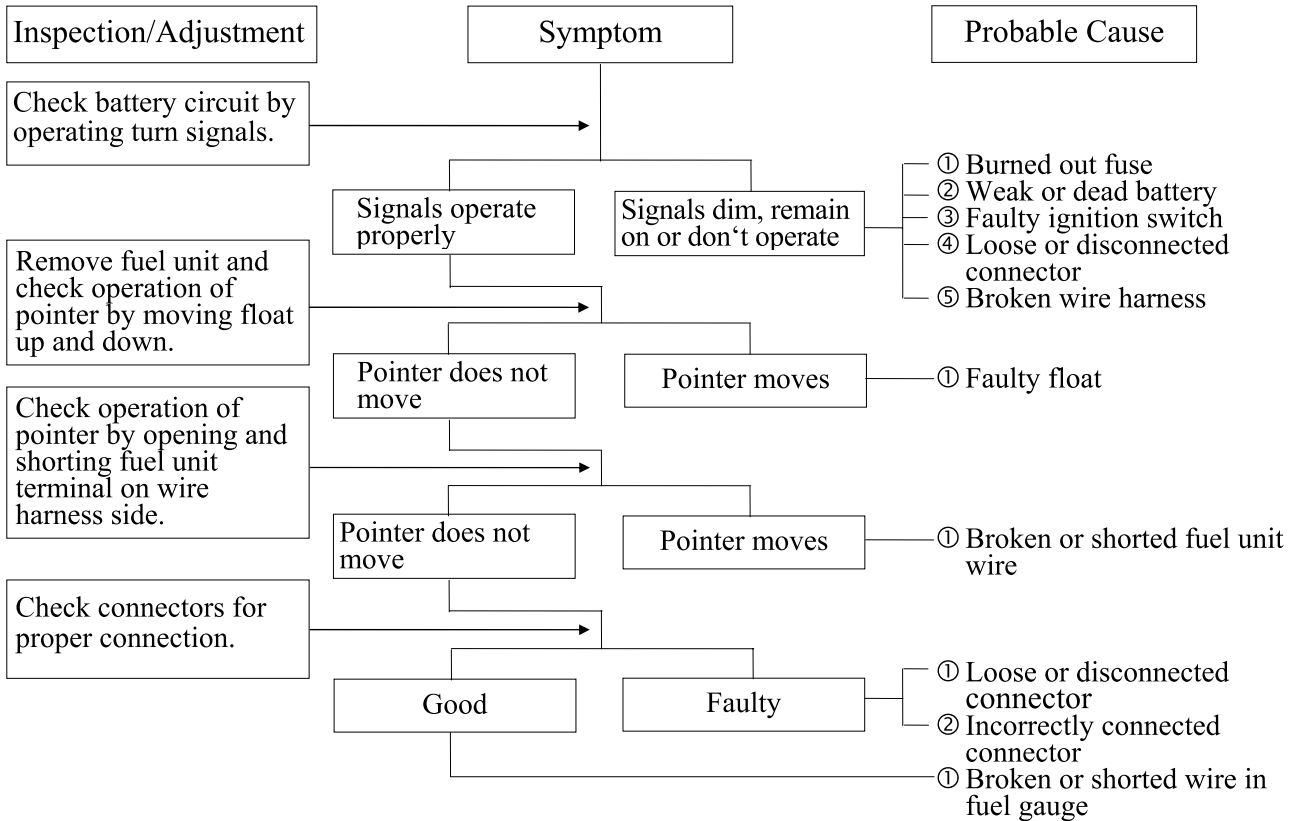 Inspection/Adjustment
Symptom
Probable Cause
Check battery circuit by
operating turn signals.
Signals operate
properly
Signals dim, remain
on or don‘t operate
① Burned out fuse
② Weak or dead battery
③ Faulty ignition switch
④ Loose or disconnected
connector
⑤ Broken wire harness
Remove fuel unit and
check operation of
pointer by moving float
up and down.
Pointer does not
move
Pointer moves
① Faulty float
Check operation of
pointer by opening and
shorting fuel unit
terminal on wire
harness side.
Pointer does not
move
Pointer moves
① Broken or shorted fuel unit
wire
Check connectors for
proper connection.
Good
Faulty
① Loose or disconnected
connector
② Incorrectly connected
connector
① Broken or shorted wire in
fuel gauge